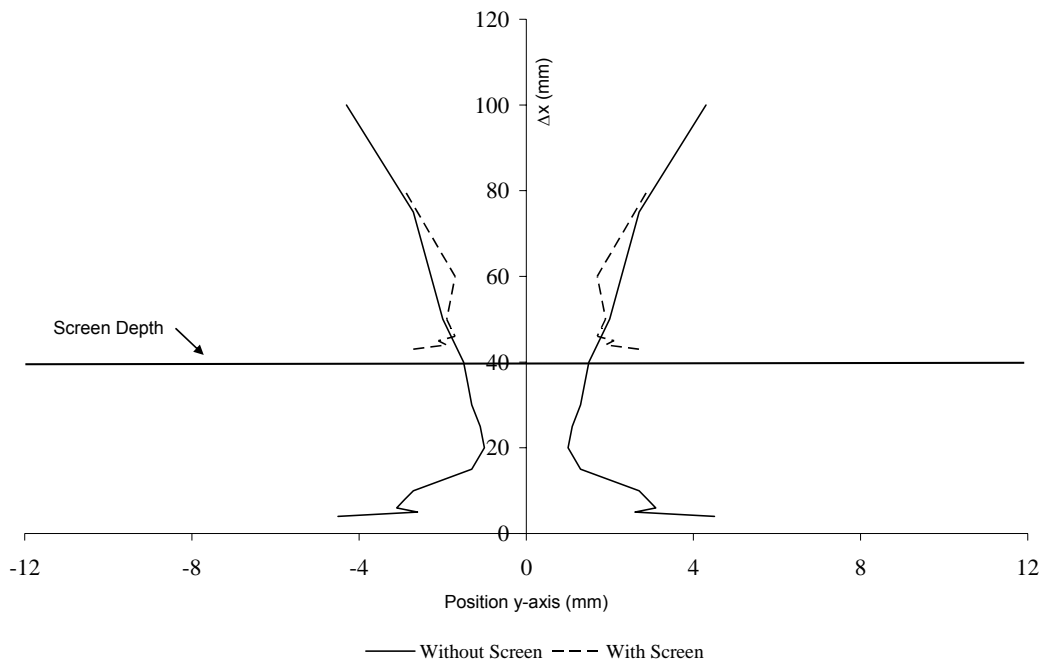 120
100
80
60
40
20
0
Δx (mm)
Screen Depth
-12 -8 -4 0 4 8 12
Position y-axis (mm)
Without Screen With Screen